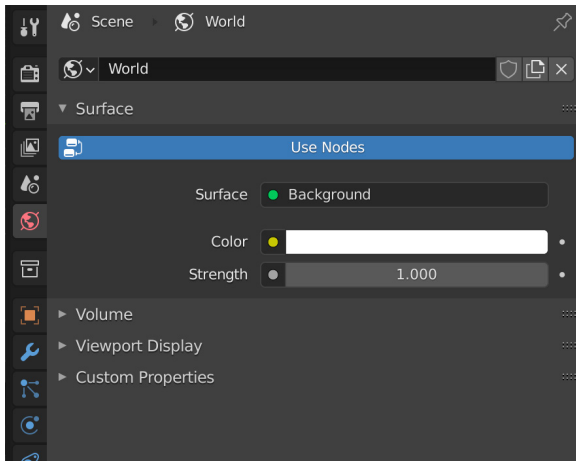 Scene World
World
Surface
Use Nodes
Surface Background
Color
Strength 1.000
Volume
Viewport Display
Custom Properties